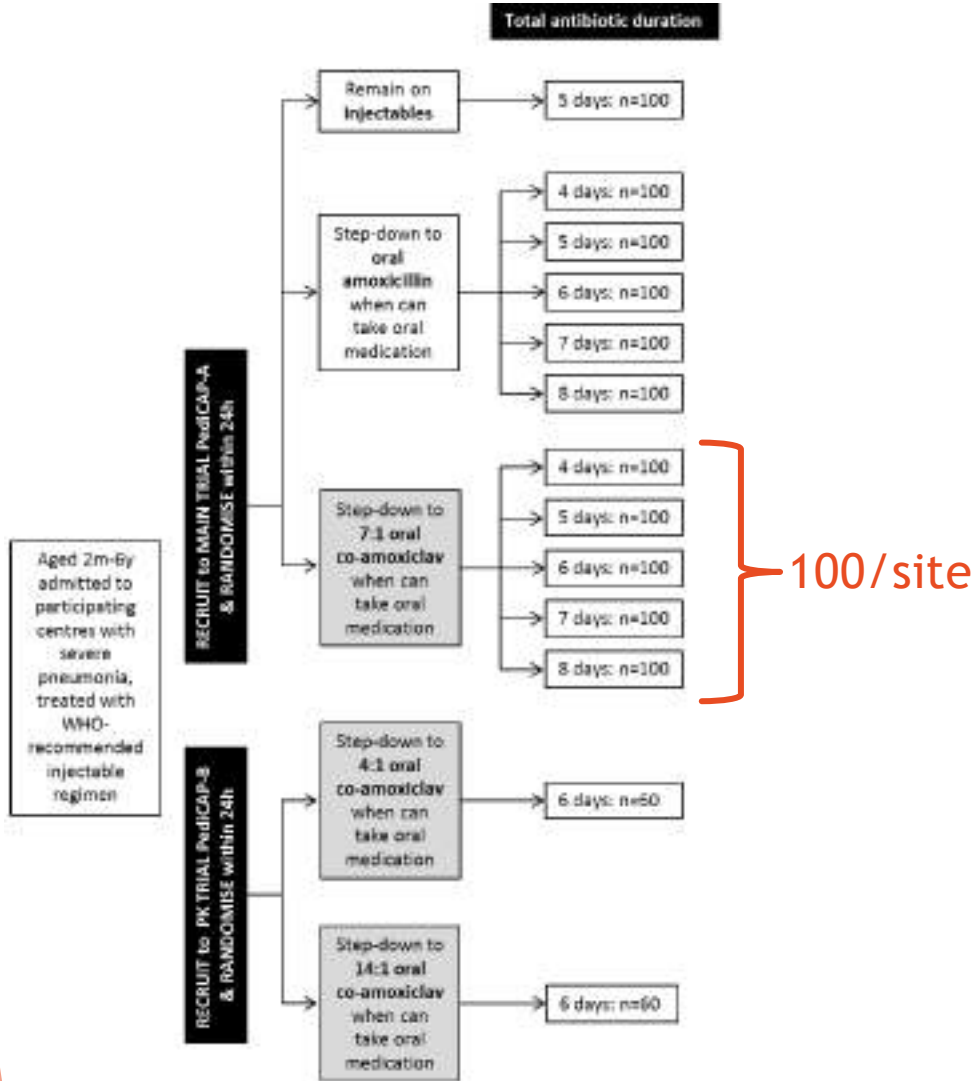 Total antibiotic duration
Remain on
injectables
5 days: n=100
Step-down to
oral
amoxicillin
when can
take oral
medication
4 days: n=100
5 days: n=100
6 days: n=100
7 days: n=100
8 days: n=100
RECRUIT to MAIN TRIAL PediCAP-A
& RANDOMISE within 24h
Step-down to
7:1 oral
co-amoxiclav
when can
take oral
medication
4 days: n=100
5 days: n=100
6 days: n=100
7 days: n=100
8 days: n=100
100/site
Aged 2m-6y
admitted to
participating
centres with
severe
pneumonia,
treated with
WHO-
recommended
injectable
regimen
RECRUIT to PK TRIAL PediCAP-B
& RANDOMISE within 24h
Step-down to
4:1 oral
co-amoxiclav
when can
take oral
medication
6 days: n=60
Step-down to
14:1 oral
co-amoxiclav
when can
take oral
medication
6 days: n=60